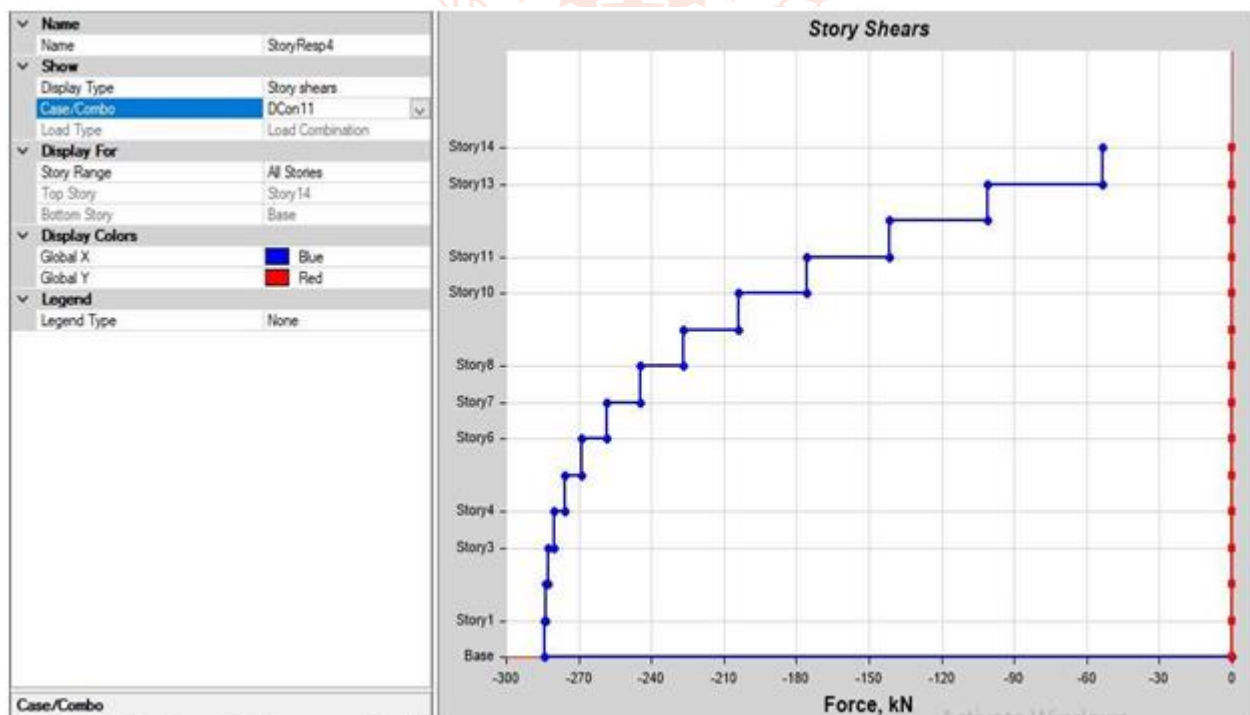 Name
Name StoryResp4
Show
Display Type Story shears
Case/Combo DCon11
Load Type Load Combination
Display For
Story Range All Stories
Top Story Story14
Bottom Story Base
Display Colors
Global X Blue
Global Y Red
Legend
Legend Type None
Case/Combo
Story Shears
Story14
Story13
Story11
Story10
Story8
Story7
Story6
Story4
Story3
Story1
Base
-300 -270 -240 -210 -180 -150 -120 -90 -60 -30 0
Force, kN